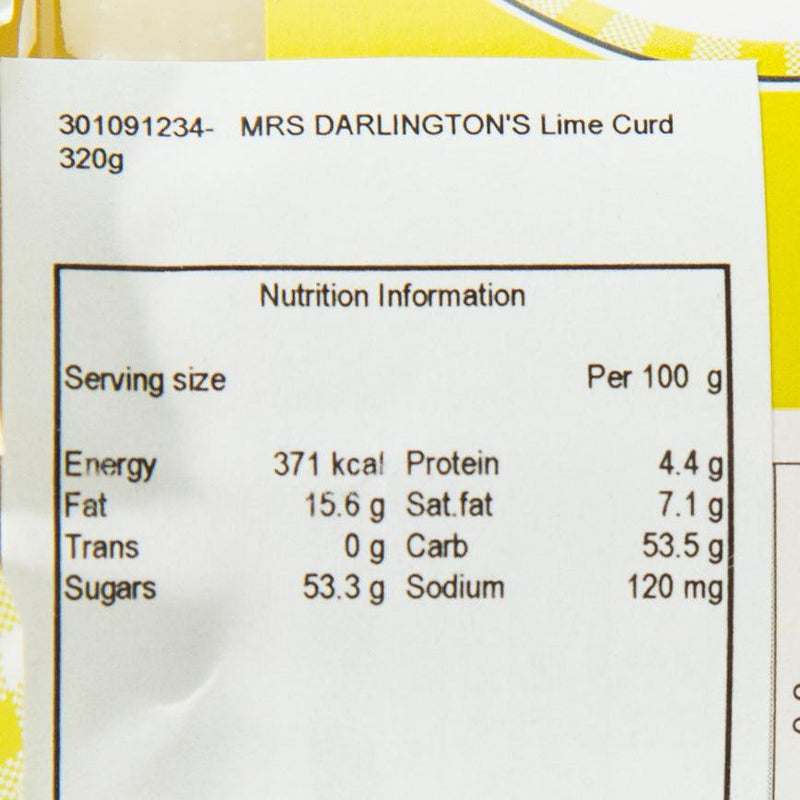 301091234- MRS DARLINGTON'S Lime Curd
320g
Nutrition Information
Serving size Per 100 g
Energy 371 kcal Protein 4.4 g
Fat 15.6 g Sat.fat 7.1 g
Trans 0 g Carb 53.5 g
Sugars 53.3 g Sodium 120 mg